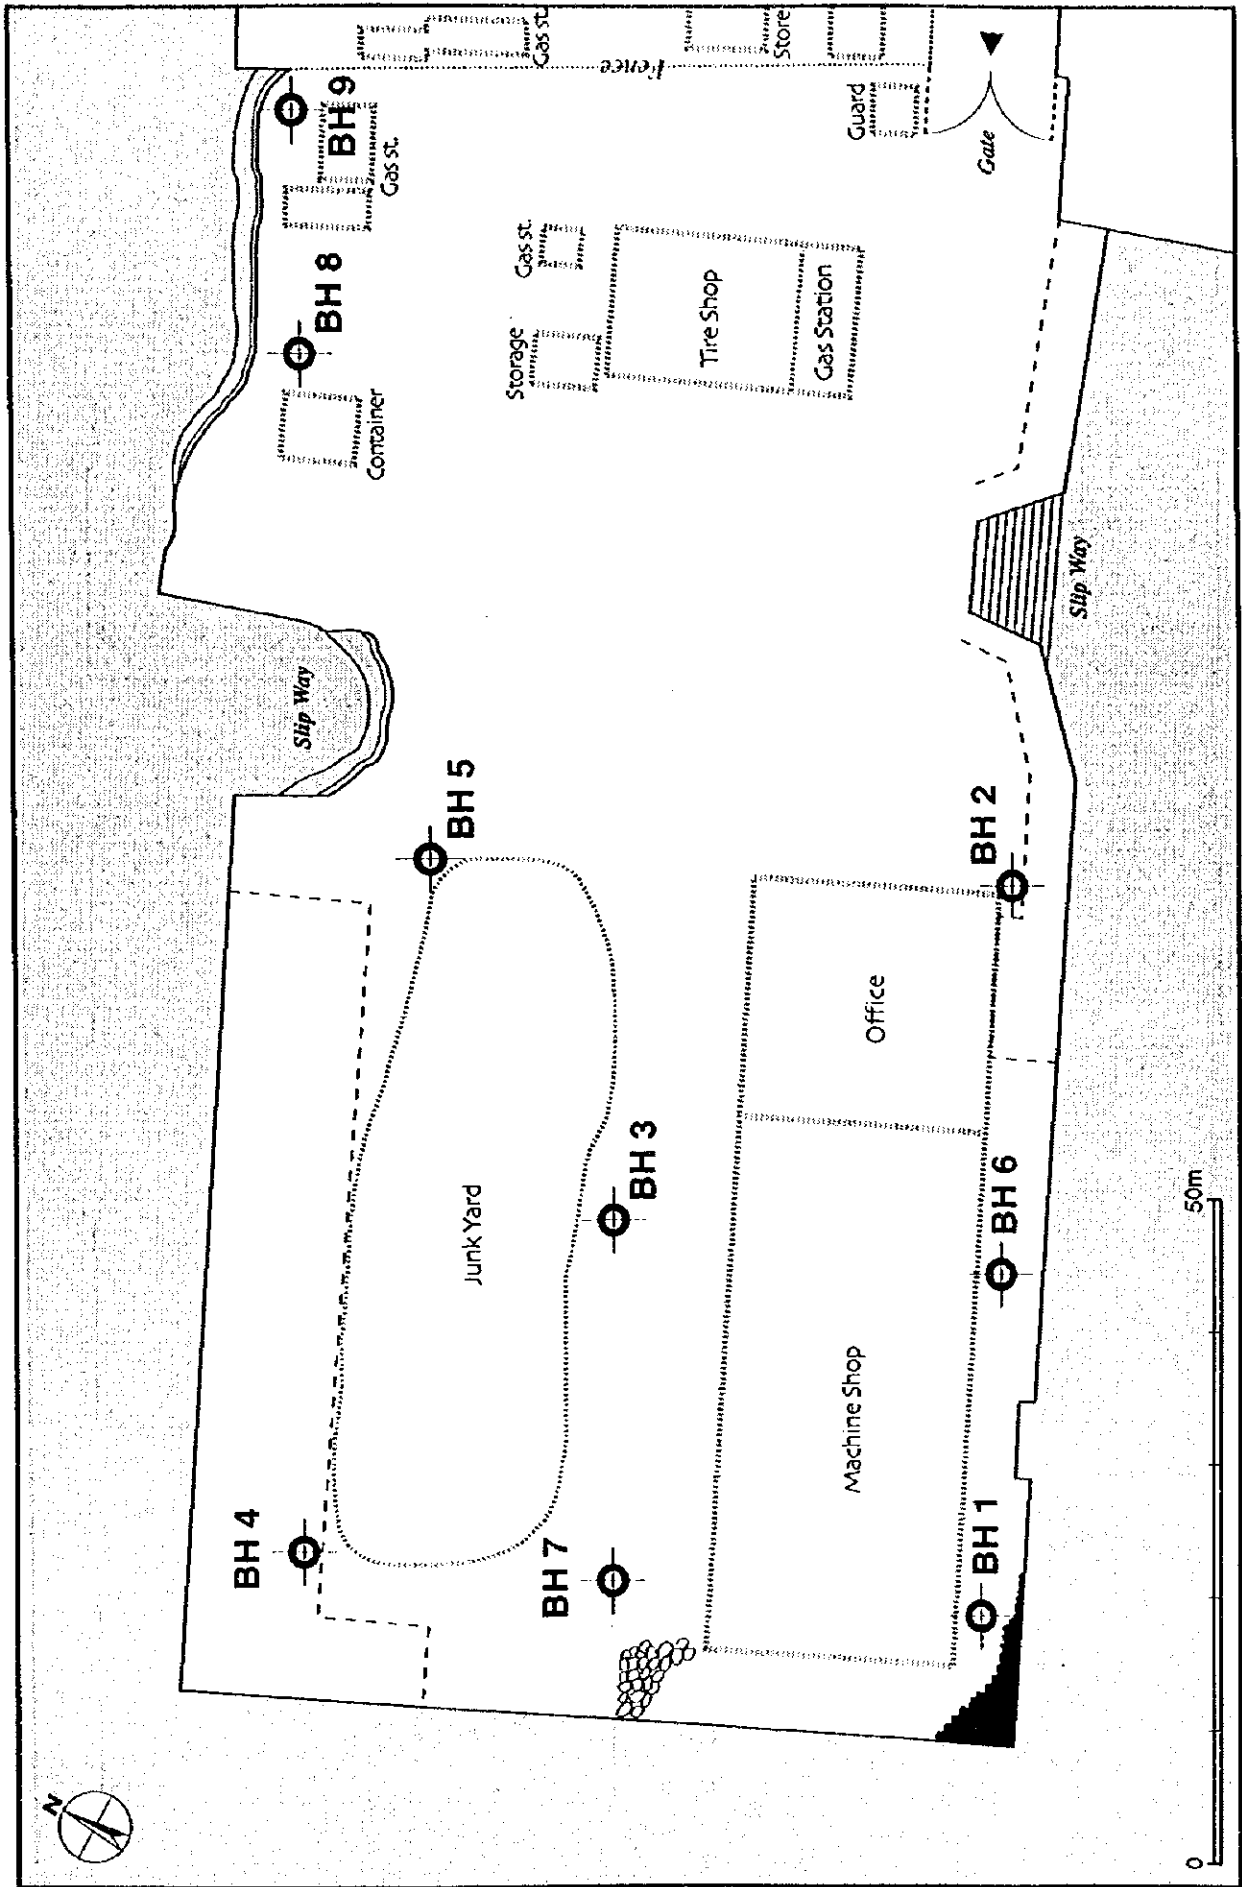 Gas st.
Store
Fence
BH 9
Gas st.
Guard
Gate
BH 8
Gas st.
Storage
Tire Shop
Gas Station
Container
Slip Way
Slip Way
BH 5
BH 2
Office
Junk Yard
BH 3
BH 6
Machine Shop
BH 4
BH 7
BH 1
N
0
50m